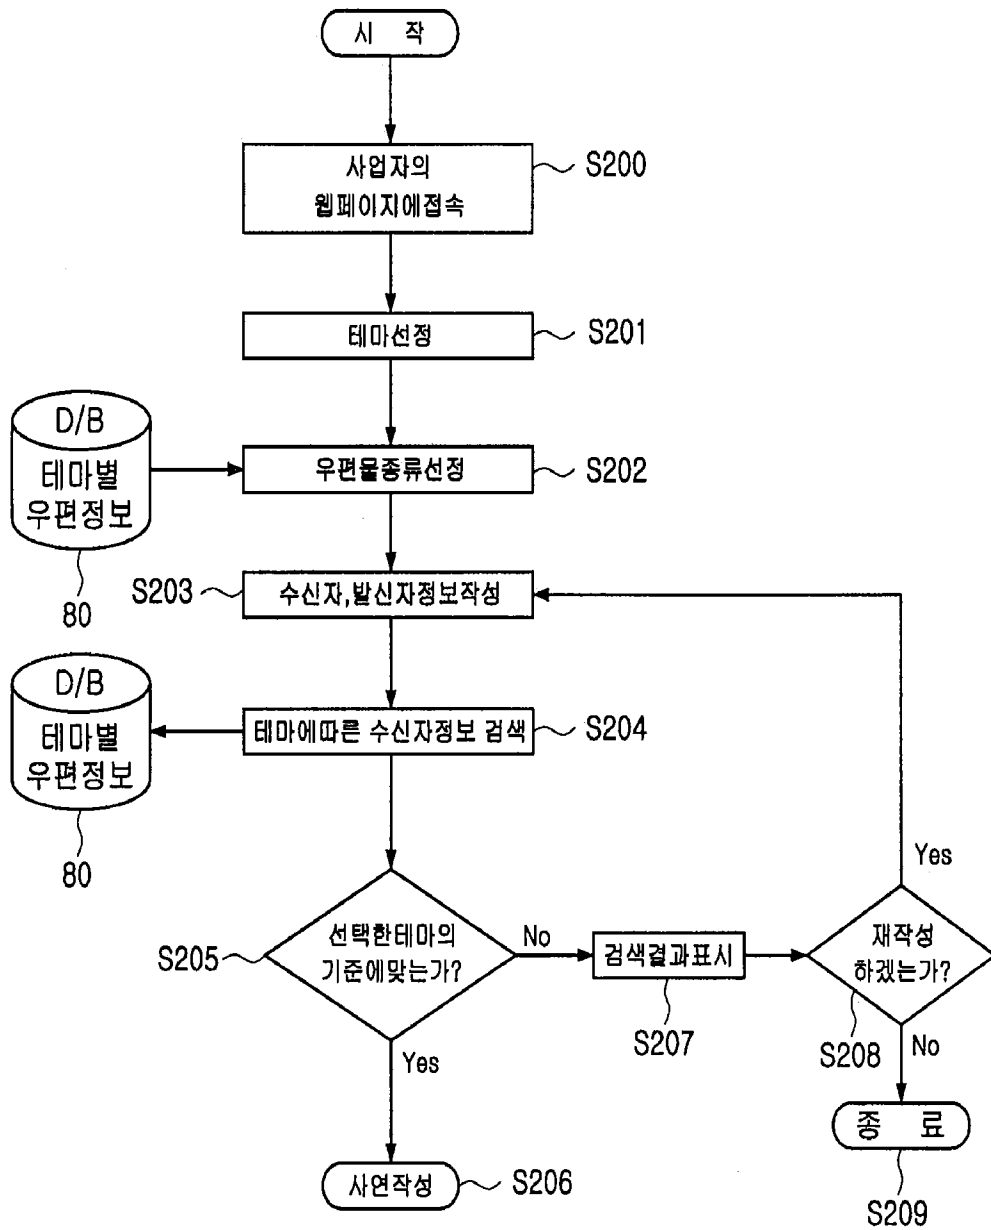 시 작
사업자의
웹페이지에접속
S200
테마선정
S201
D/B
테마별
우편정보
80
우편물종류선정
S202
S203
수신자,발신자정보작성
D/B
테마별
우편정보
80
테마에따른 수신자정보 검색
S204
Yes
S205
선택한테마의
기준에맞는가?
No
검색결과표시
S207
재작성
하겠는가?
S208
No
Yes
종 료
S209
사연작성
S206